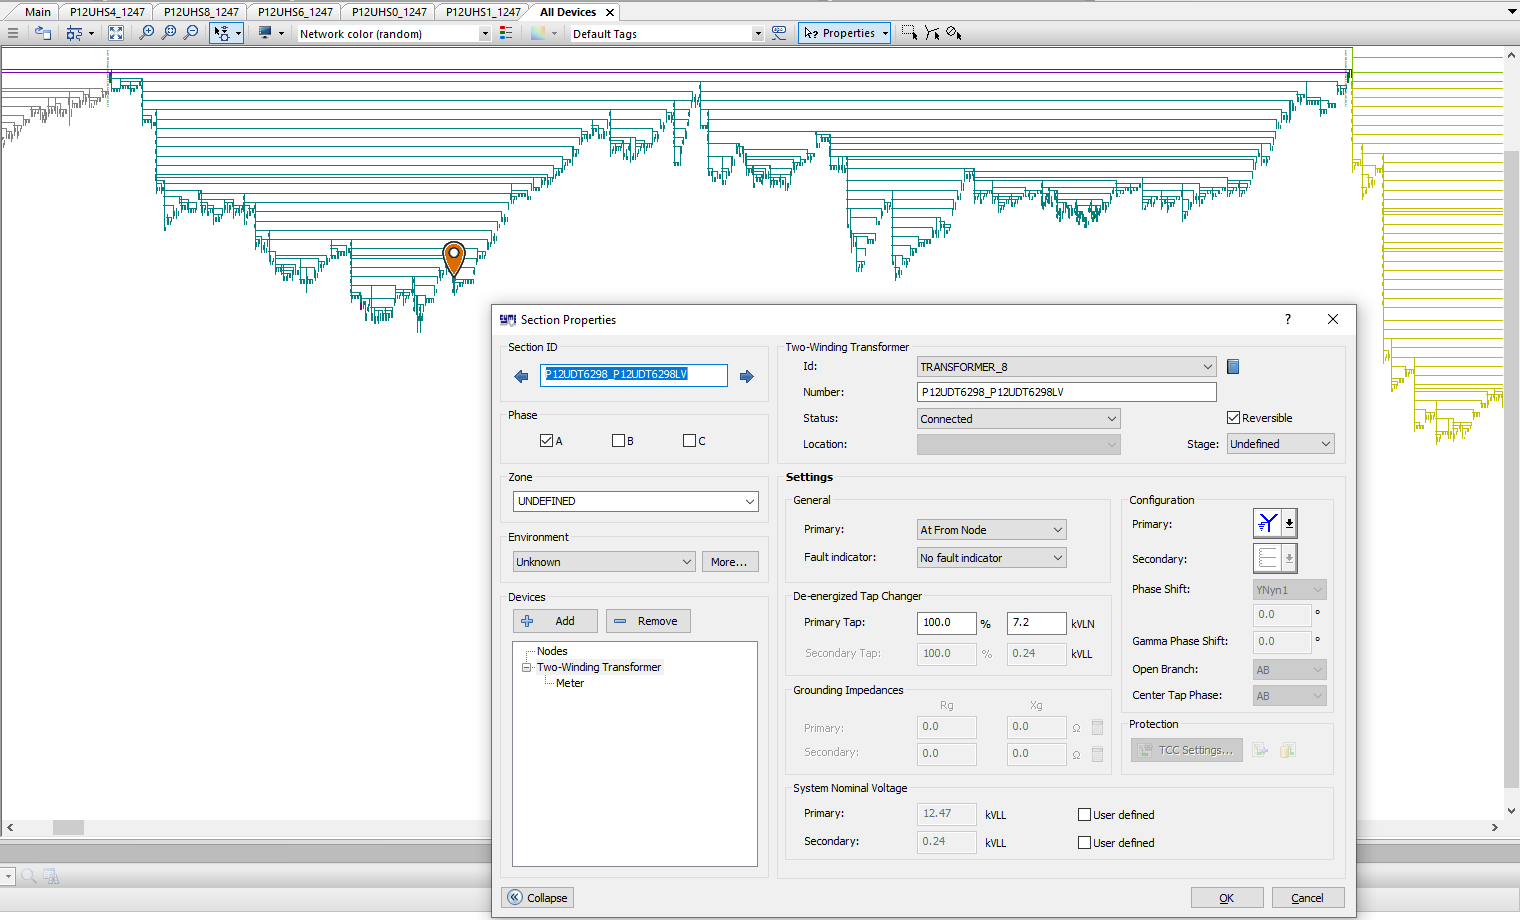 Main P12UHS4_1247 P12UHS8_1247 P12UHS6_1247 P12UHS0_1247 P12UHS1_1247 All Devices
Network color (random) Default Tags Properties
Section Properties
Section ID
P12UDT6298_P12UDT6298LV
Phase
A B C
Zone
UNDEFINED
Environment
Unknown More...
Devices
Add Remove
Nodes
Two-Winding Transformer
Meter
Two-Winding Transformer
Id: TRANSFORMER_8
Number: P12UDT6298_P12UDT6298LV
Status: Connected Reversible
Location: Stage: Undefined
Settings
General
Primary: At From Node
Fault indicator: No fault indicator
De-energized Tap Changer
Primary Tap: 100.0 % 7.2 kVLN
Secondary Tap: 100.0 % 0.24 kVLL
Grounding Impedances
Rg Xg
Primary: 0.0 0.0 Ω
Secondary: 0.0 0.0 Ω
Configuration
Primary:
Secondary:
Phase Shift: YNyn1
0.0 °
Gamma Phase Shift: 0.0 °
Open Branch: AB
Center Tap Phase: AB
Protection
TCC Settings...
System Nominal Voltage
Primary: 12.47 kVLL User defined
Secondary: 0.24 kVLL User defined
Collapse OK Cancel